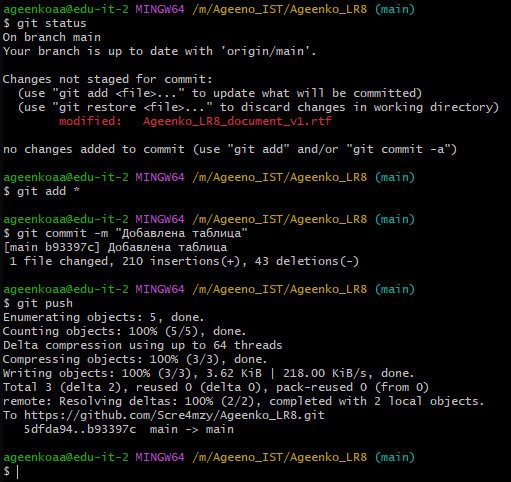 ageenkoaa@edu-it-2 MINGW64 /m/Ageeno_IST/Ageenko_LR8 (main)
$ git status
On branch main
Your branch is up to date with 'origin/main'.
Changes not staged for commit:
(use "git add <file>..." to update what will be committed)
(use "git restore <file>..." to discard changes in working directory)
modified:   Ageenko_LR8_document_v1.rtf
no changes added to commit (use "git add" and/or "git commit -a")
ageenkoaa@edu-it-2 MINGW64 /m/Ageeno_IST/Ageenko_LR8 (main)
$ git add *
ageenkoaa@edu-it-2 MINGW64 /m/Ageeno_IST/Ageenko_LR8 (main)
$ git commit -m "Добавлена таблица"
[main b93397c] Добавлена таблица
1 file changed, 210 insertions(+), 43 deletions(-)
ageenkoaa@edu-it-2 MINGW64 /m/Ageeno_IST/Ageenko_LR8 (main)
$ git push
Enumerating objects: 5, done.
Counting objects: 100% (5/5), done.
Delta compression using up to 64 threads
Compressing objects: 100% (3/3), done.
Writing objects: 100% (3/3), 3.62 KiB | 218.00 KiB/s, done.
Total 3 (delta 2), reused 0 (delta 0), pack-reused 0 (from 0)
remote: Resolving deltas: 100% (2/2), completed with 2 local objects.
To https://github.com/Scre4mzy/Ageenko_LR8.git
5dfda94..b93397c  main -> main
ageenkoaa@edu-it-2 MINGW64 /m/Ageeno_IST/Ageenko_LR8 (main)
$